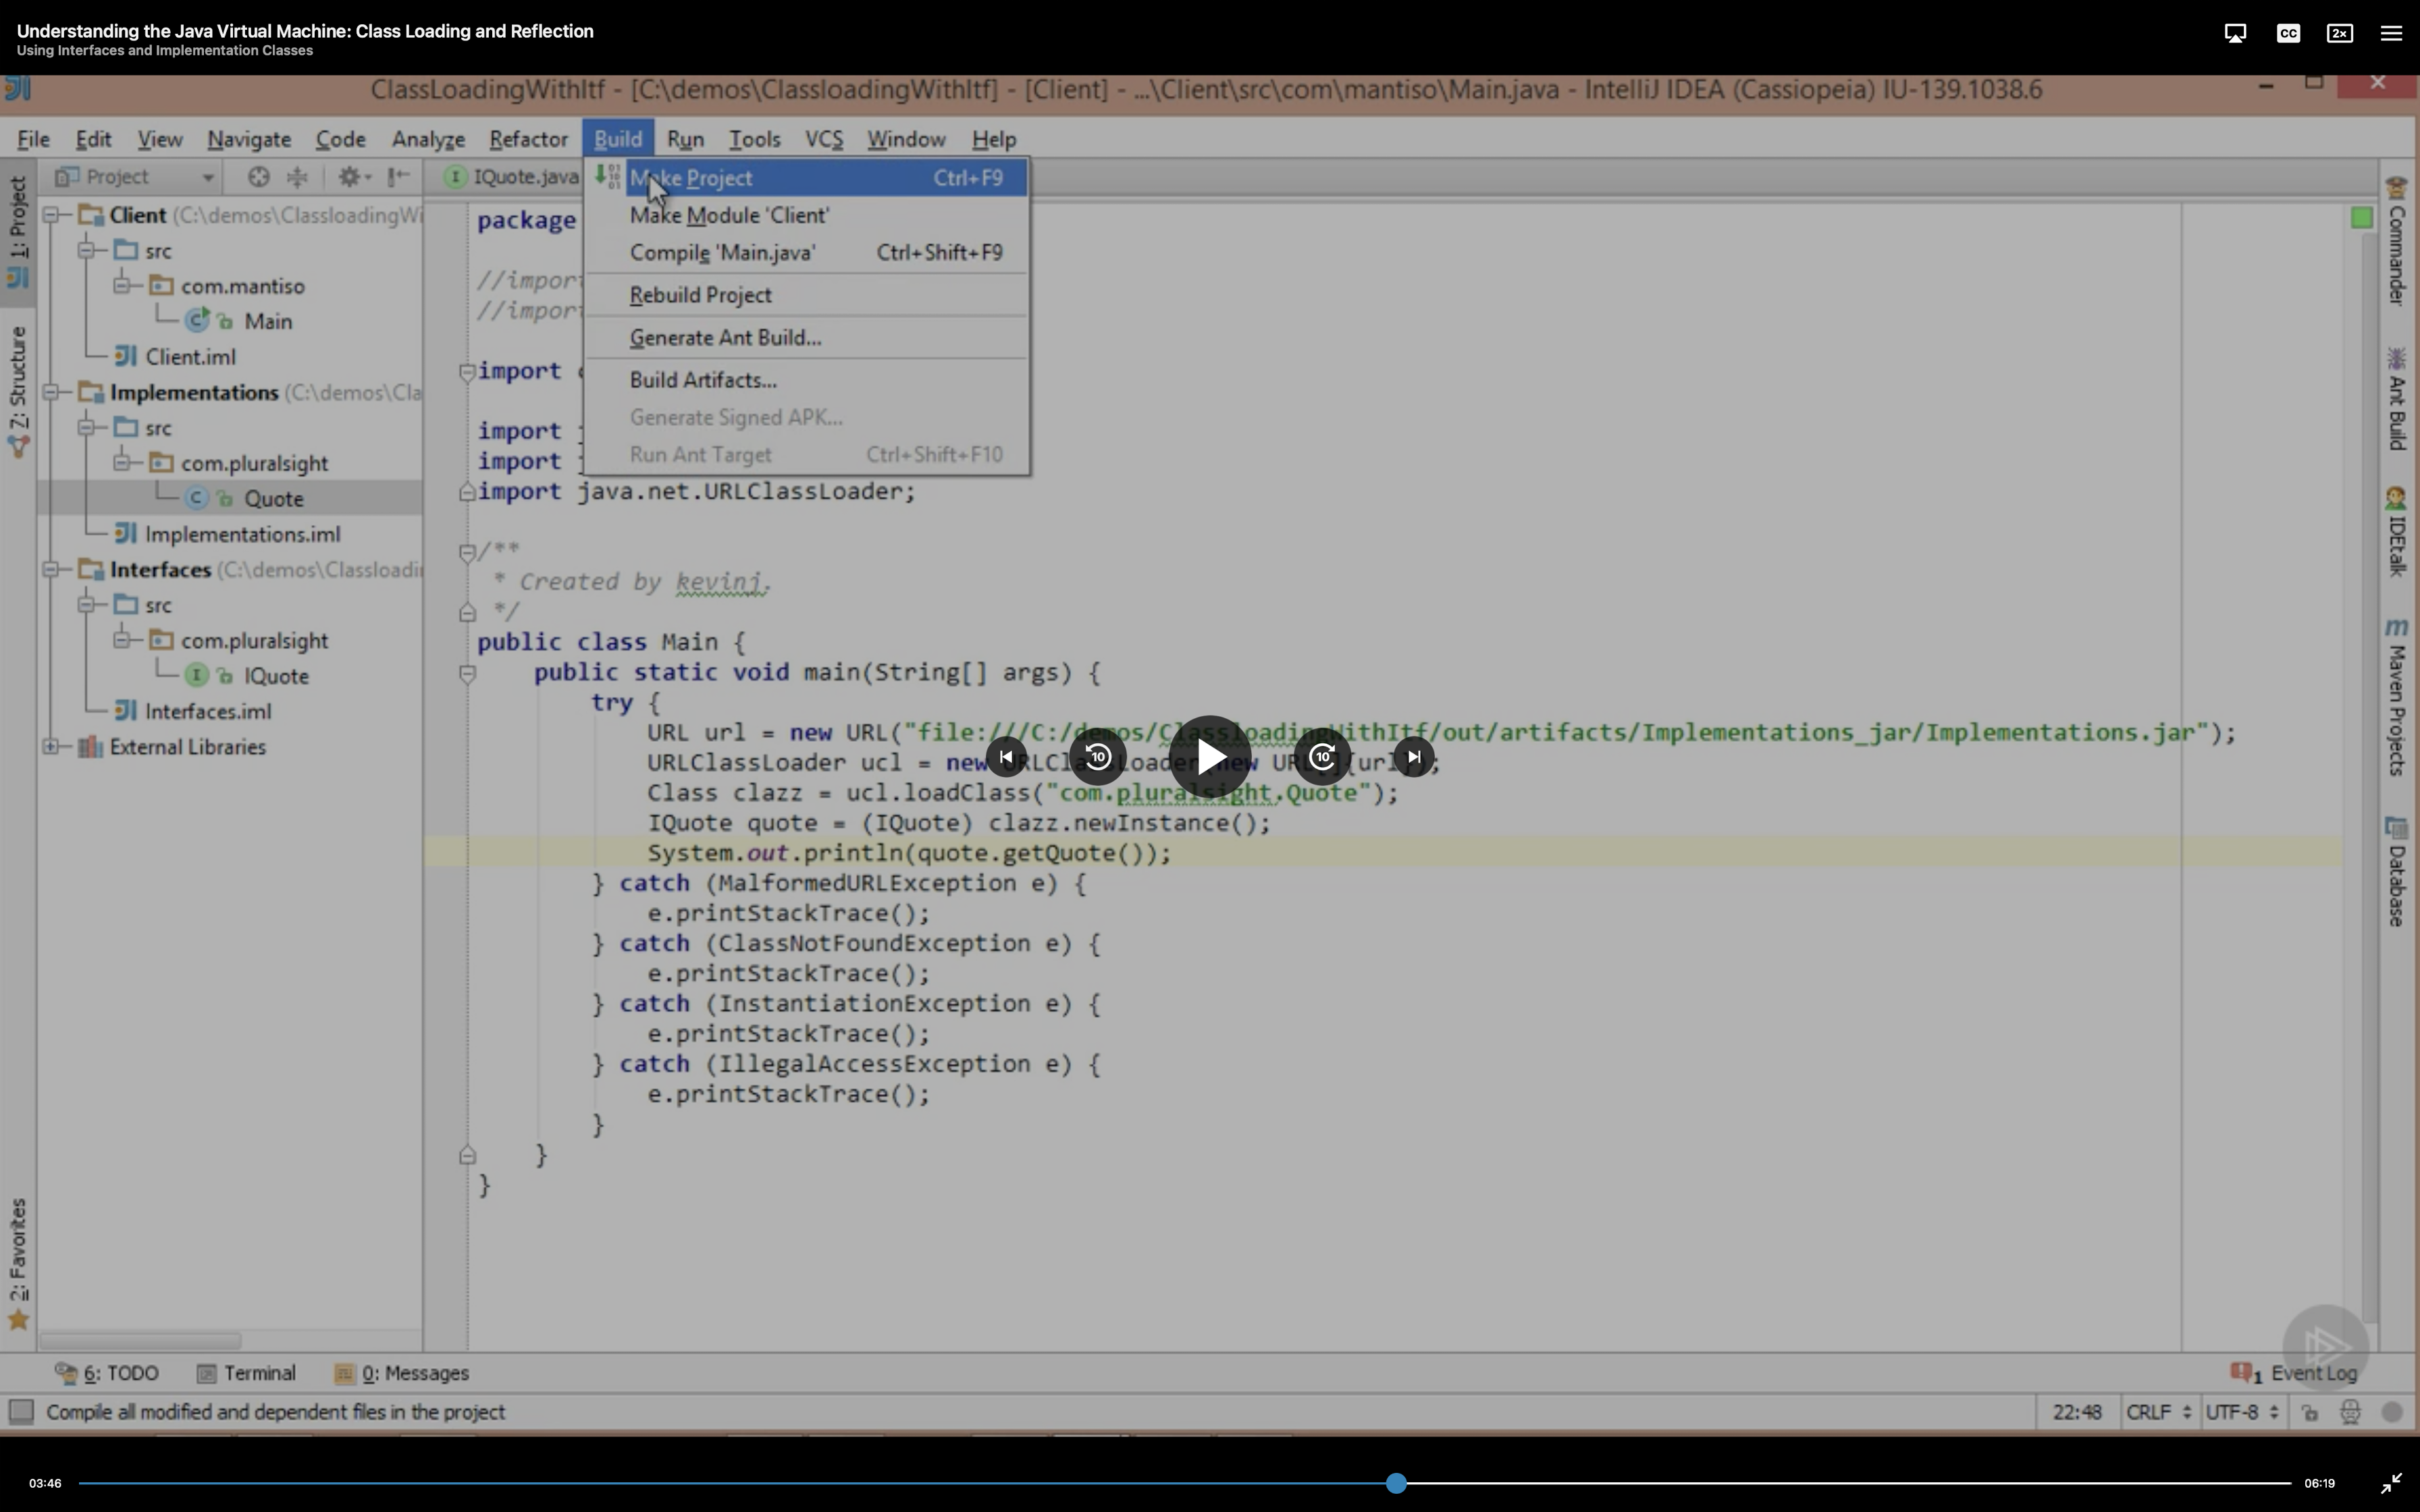 Understanding the Java Virtual Machine: Class Loading and Reflection
Using Interfaces and Implementation Classes
CC
2×
ClassLoadingWithItf - [C:\demos\ClassloadingWithItf] - [Client] - ...\Client\src\com\mantiso\Main.java - IntelliJ IDEA (Cassiopeia) IU-139.1038.6
File Edit View Navigate Code Analyze Refactor Build Run Tools VCS Window Help
Project
IQuote.java
Make Project Ctrl+F9
Make Module 'Client'
Compile 'Main.java' Ctrl+Shift+F9
Rebuild Project
Generate Ant Build...
Build Artifacts...
Generate Signed APK...
Run Ant Target Ctrl+Shift+F10
1: Project
Z: Structure
2: Favorites
Client (C:\demos\ClassloadingWi
src
com.mantiso
Main
Client.iml
Implementations (C:\demos\Cla
src
com.pluralsight
Quote
Implementations.iml
Interfaces (C:\demos\Classloadi
src
com.pluralsight
IQuote
Interfaces.iml
External Libraries
package
//impor
//impor
import
import
import
import java.net.URLClassLoader;
/**
* Created by kevinj.
*/
public class Main {
public static void main(String[] args) {
try {
URL url = new URL("file:///C:/demos/ClassloadingWithItf/out/artifacts/Implementations_jar/Implementations.jar");
URLClassLoader ucl = new URLClassLoader(new URL[]{url});
Class clazz = ucl.loadClass("com.pluralsight.Quote");
IQuote quote = (IQuote) clazz.newInstance();
System.out.println(quote.getQuote());
} catch (MalformedURLException e) {
e.printStackTrace();
} catch (ClassNotFoundException e) {
e.printStackTrace();
} catch (InstantiationException e) {
e.printStackTrace();
} catch (IllegalAccessException e) {
e.printStackTrace();
}
}
}
10
10
Commander
Ant Build
IDEtalk
Maven Projects
Database
6: TODO Terminal 0: Messages
1 Event Log
Compile all modified and dependent files in the project
22:48 CRLF UTF-8
03:46
06:19